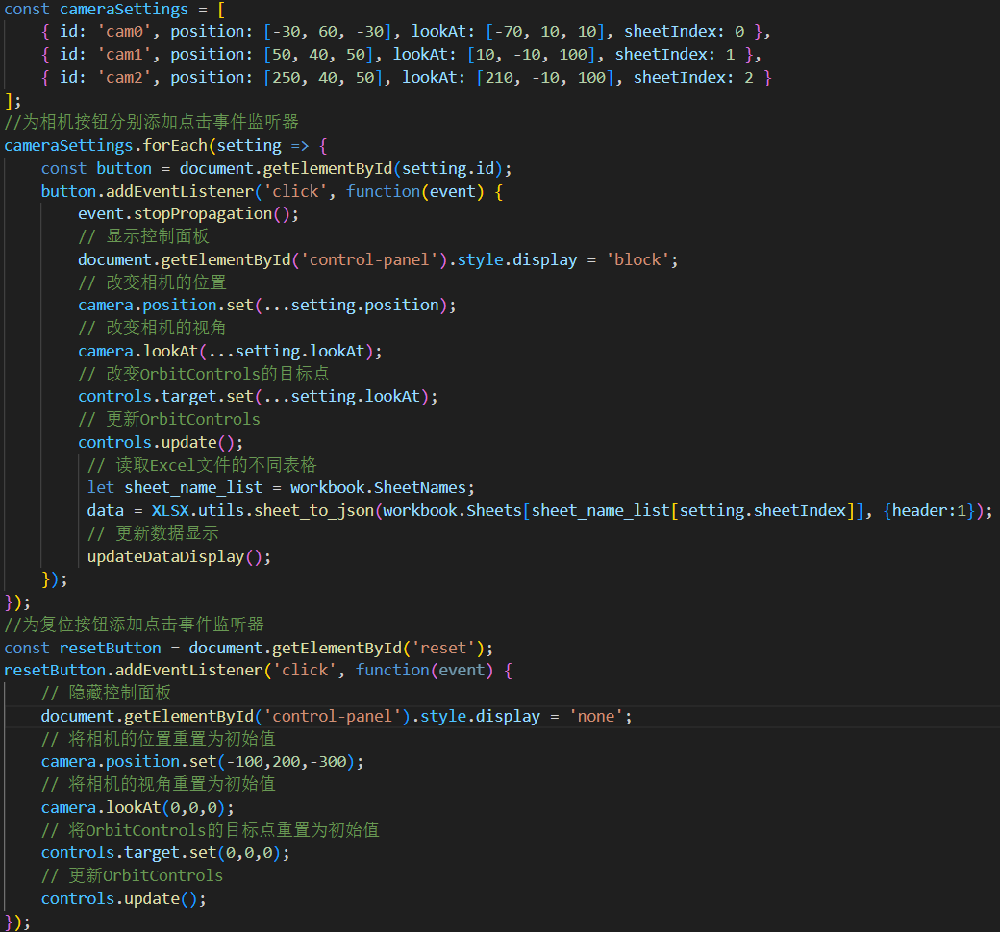 const cameraSettings = [
    { id: 'cam0', position: [-30, 60, -30], lookAt: [-70, 10, 10], sheetIndex: 0 },
    { id: 'cam1', position: [50, 40, 50], lookAt: [10, -10, 100], sheetIndex: 1 },
    { id: 'cam2', position: [250, 40, 50], lookAt: [210, -10, 100], sheetIndex: 2 }
];
//为相机按钮分别添加点击事件监听器
cameraSettings.forEach(setting => {
    const button = document.getElementById(setting.id);
    button.addEventListener('click', function(event) {
        event.stopPropagation();
        // 显示控制面板
        document.getElementById('control-panel').style.display = 'block';
        // 改变相机的位置
        camera.position.set(...setting.position);
        // 改变相机的视角
        camera.lookAt(...setting.lookAt);
        // 改变OrbitControls的目标点
        controls.target.set(...setting.lookAt);
        // 更新OrbitControls
        controls.update();
         // 读取Excel文件的不同表格
         let sheet_name_list = workbook.SheetNames;
         data = XLSX.utils.sheet_to_json(workbook.Sheets[sheet_name_list[setting.sheetIndex]], {header:1});
         // 更新数据显示
         updateDataDisplay();
    });
});
//为复位按钮添加点击事件监听器
const resetButton = document.getElementById('reset');
resetButton.addEventListener('click', function(event) {
    // 隐藏控制面板
    document.getElementById('control-panel').style.display = 'none';
    // 将相机的位置重置为初始值
    camera.position.set(-100,200,-300);
    // 将相机的视角重置为初始值
    camera.lookAt(0,0,0);
    // 将OrbitControls的目标点重置为初始值
    controls.target.set(0,0,0);
    // 更新OrbitControls
    controls.update();
});